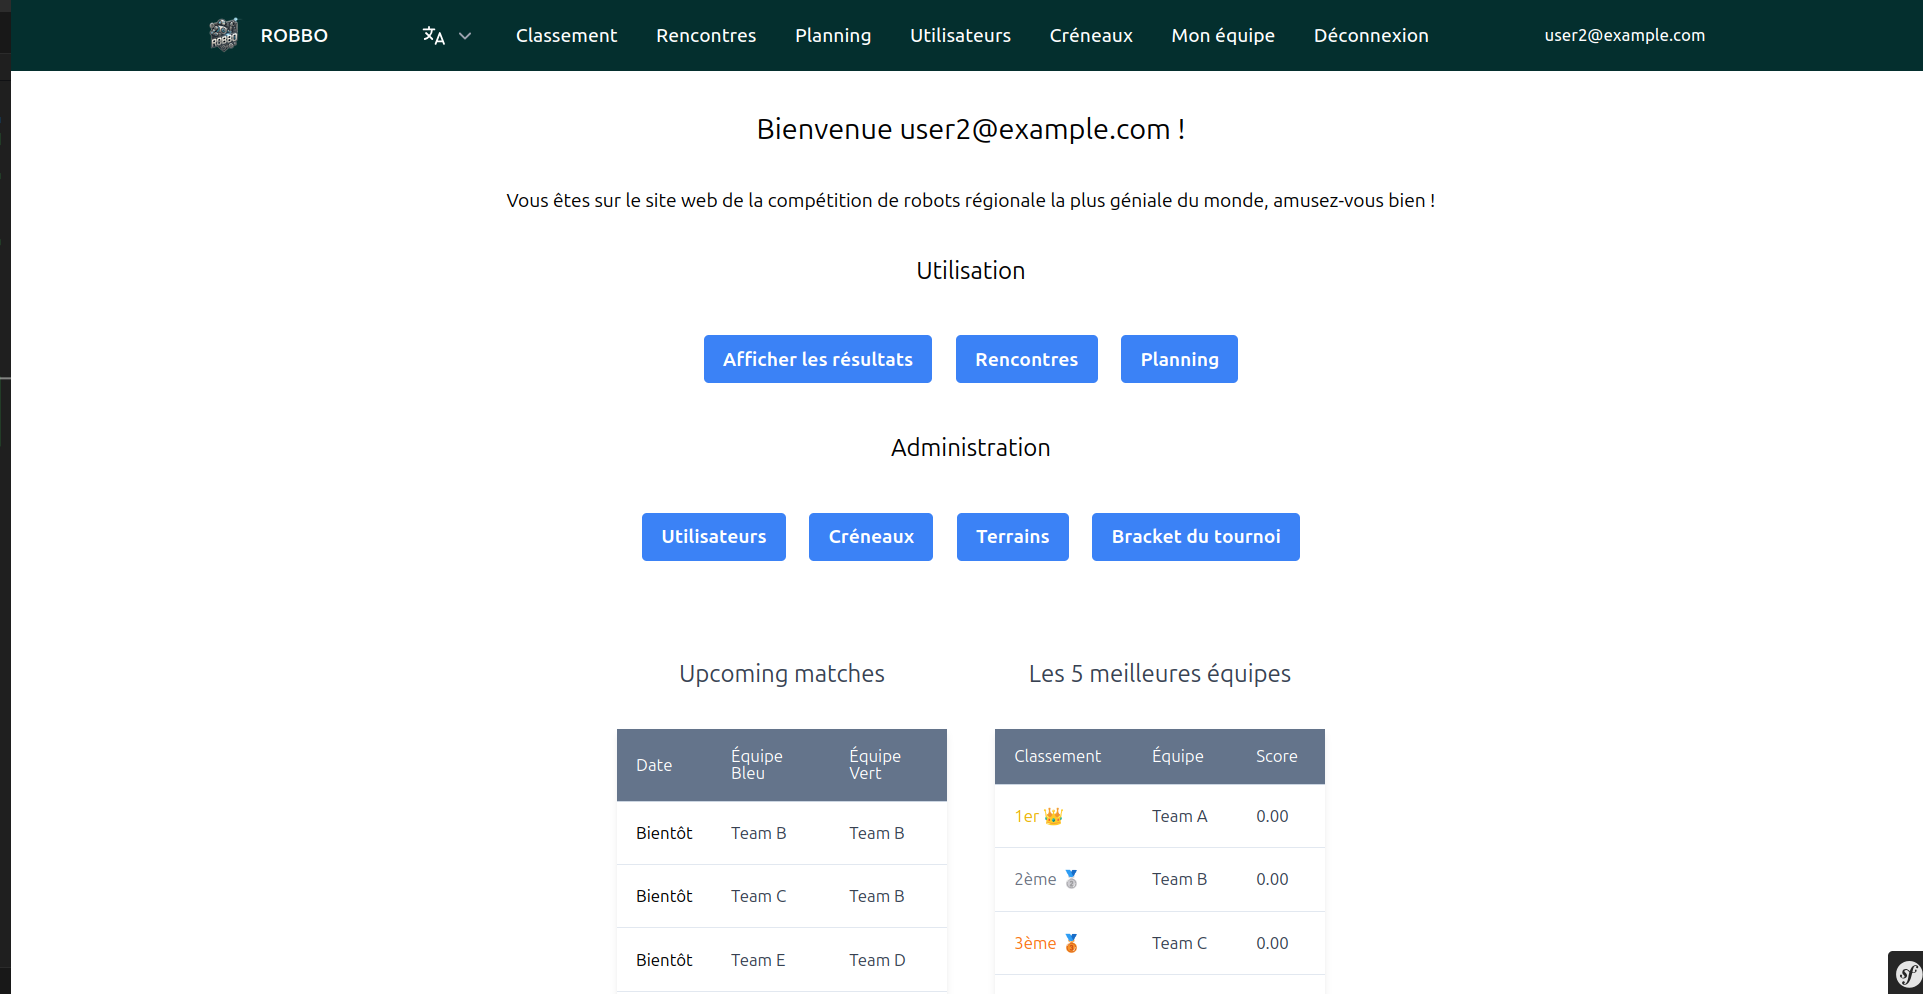 ROBBO
Classement Rencontres Planning Utilisateurs Créneaux Mon équipe Déconnexion user2@example.com
Bienvenue user2@example.com !
Vous êtes sur le site web de la compétition de robots régionale la plus géniale du monde, amusez-vous bien !
Utilisation
Afficher les résultats Rencontres Planning
Administration
Utilisateurs Créneaux Terrains Bracket du tournoi
Upcoming matches
Date Équipe Bleu Équipe Vert
Bientôt Team B Team B
Bientôt Team C Team B
Bientôt Team E Team D
Les 5 meilleures équipes
Classement Équipe Score
1er 👑 Team A 0.00
2ème 🥈 Team B 0.00
3ème 🥉 Team C 0.00